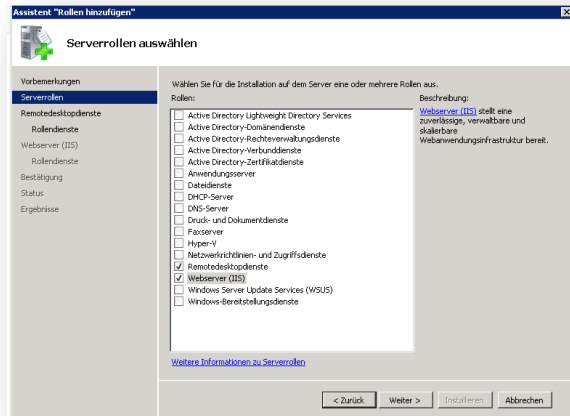 Assistent "Rollen hinzufügen"
Serverrollen auswählen
Vorbemerkungen
Serverrollen
Remotedesktopdienste
Rollendienste
Webserver (IIS)
Rollendienste
Bestätigung
Status
Ergebnisse
Wählen Sie für die Installation auf dem Server eine oder mehrere Rollen aus.
Rollen:
Active Directory Lightweight Directory Services
Active Directory-Domänendienste
Active Directory-Rechteverwaltungsdienste
Active Directory-Verbunddienste
Active Directory-Zertifikatdienste
Anwendungsserver
Dateidienste
DHCP-Server
DNS-Server
Druck- und Dokumentdienste
Faxserver
Hyper-V
Netzwerkrichtlinien- und Zugriffsdienste
Remotedesktopdienste
Webserver (IIS)
Windows Server Update Services (WSUS)
Windows-Bereitstellungsdienste
Weitere Informationen zu Serverrollen
Beschreibung:
Webserver (IIS) stellt eine
zuverlässige, verwaltbare und
skalierbare
Webanwendungsinfrastruktur bereit.
< Zurück
Weiter >
Installieren
Abbrechen